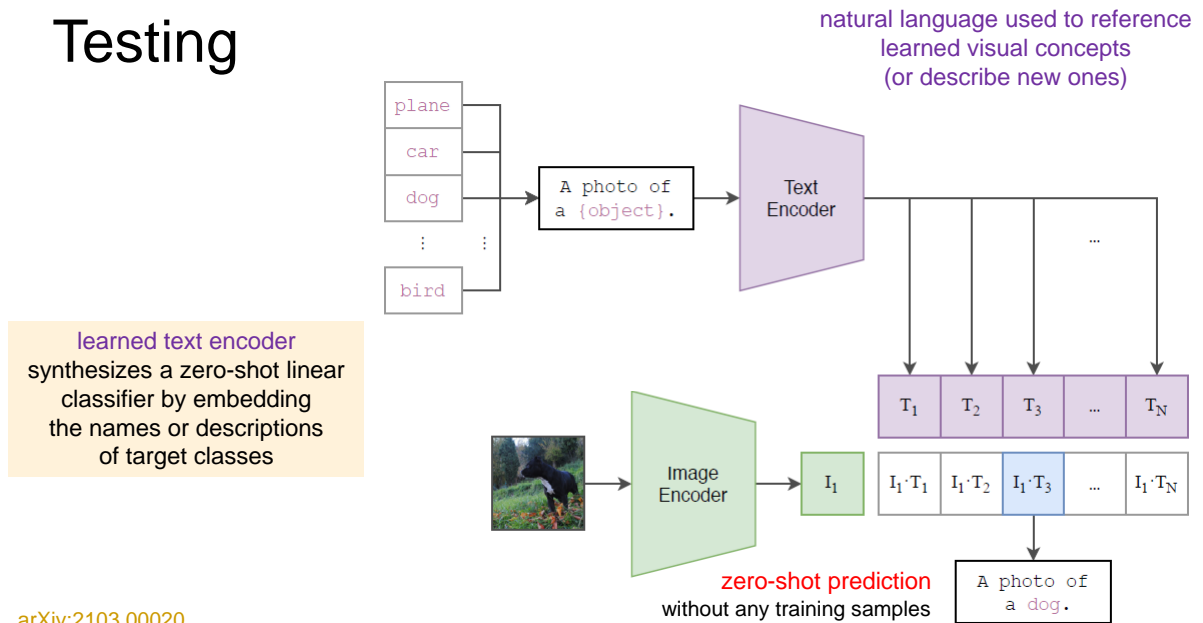 Testing
natural language used to reference
learned visual concepts
(or describe new ones)
plane
car
dog
⋮ ⋮
bird
A photo of
a {object}.
Text
Encoder
...
learned text encoder
synthesizes a zero-shot linear
classifier by embedding
the names or descriptions
of target classes
T₁ T₂ T₃ ... T_N
Image
Encoder
I₁
I₁·T₁ I₁·T₂ I₁·T₃ ... I₁·T_N
zero-shot prediction
without any training samples
A photo of
a dog.
arXiv:2103.00020